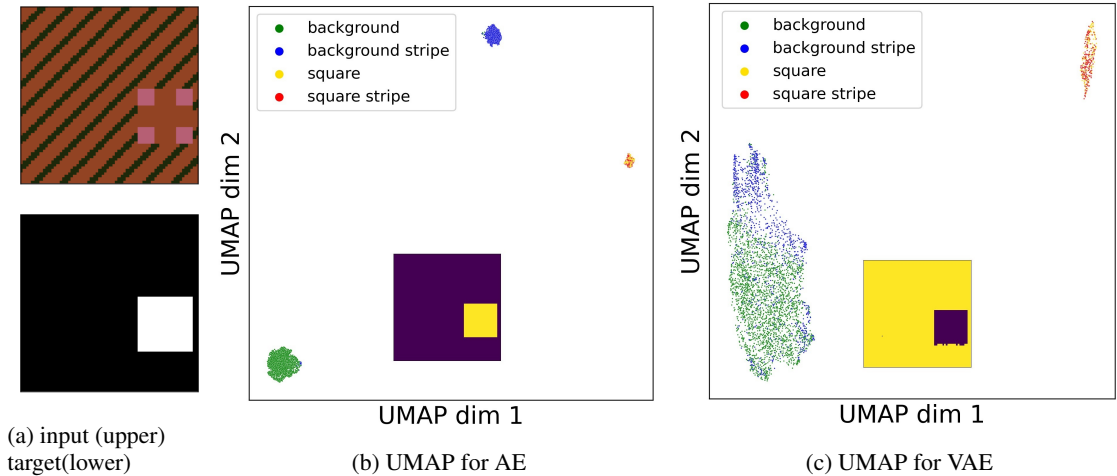 background
background stripe
square
square stripe
UMAP dim 2
UMAP dim 1
background
background stripe
square
square stripe
UMAP dim 2
UMAP dim 1
(a) input (upper)
target(lower)
(b) UMAP for AE
(c) UMAP for VAE